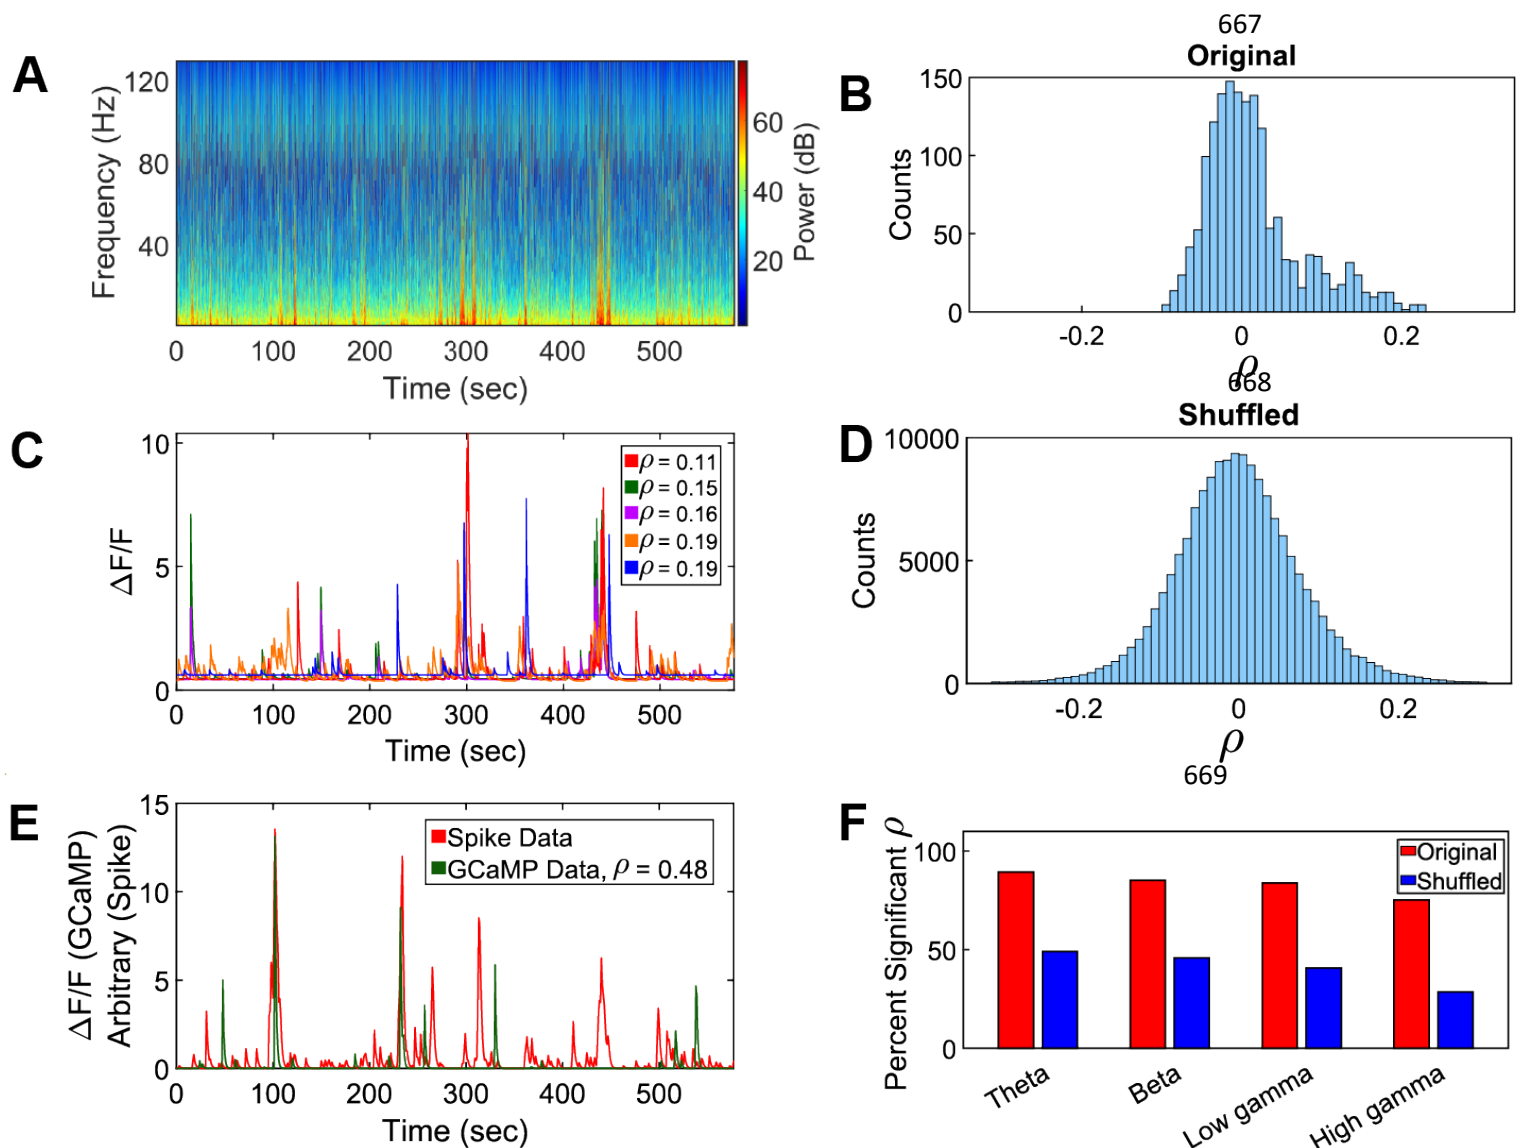 A
120
80
40
Frequency (Hz)
0 100 200 300 400 500
Time (sec)
60
40
20
Power (dB)
667
B
Original
150
100
50
0
Counts
-0.2 0 0.2
ρ
668
C
10
5
0
ΔF/F
ρ = 0.11
ρ = 0.15
ρ = 0.16
ρ = 0.19
ρ = 0.19
0 100 200 300 400 500
Time (sec)
D
Shuffled
10000
5000
0
Counts
-0.2 0 0.2
ρ
669
E
15
10
5
0
ΔF/F (GCaMP)
Arbitrary (Spike)
Spike Data
GCaMP Data, ρ = 0.48
0 100 200 300 400 500
Time (sec)
F
100
50
0
Percent Significant ρ
Original
Shuffled
Theta
Beta
Low gamma
High gamma